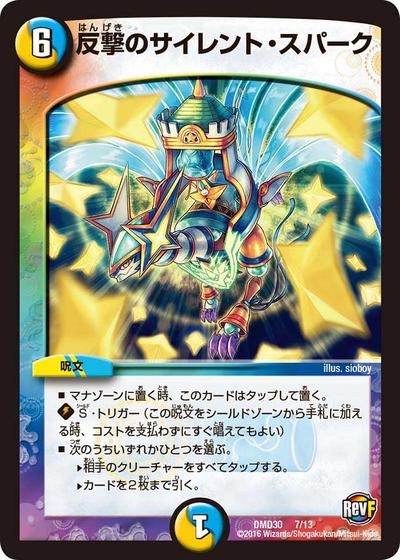 6
はんげき
反撃のサイレント・スパーク
呪文
illus. sioboy
■ マナゾーンに置く時、このカードはタップして置く。
S・トリガー(この呪文をシールドゾーンから手札に加え
る時、コストを支払わずにすぐ唱えてもよい)
■ 次のうちいずれかひとつを選ぶ。
▶相手のクリーチャーをすべてタップする。
▶カードを2枚まで引く。
1
DMD30 7/13
©2016 Wizards/Shogakukan/Mitsui-Kids
RevF